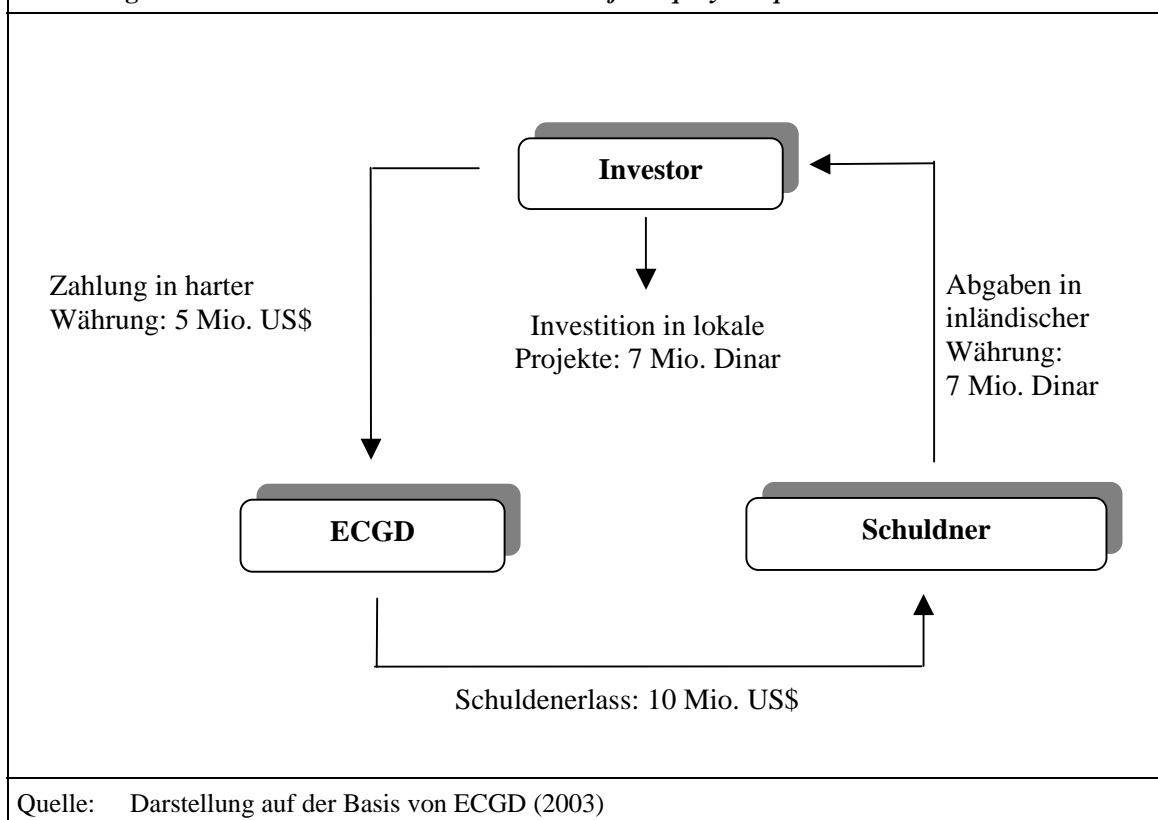 Investor
Zahlung in harter
Währung: 5 Mio. US$
Investition in lokale
Projekte: 7 Mio. Dinar
Abgaben in
inländischer
Währung:
7 Mio. Dinar
ECGD
Schuldner
Schuldenerlass: 10 Mio. US$
Quelle: Darstellung auf der Basis von ECGD (2003)